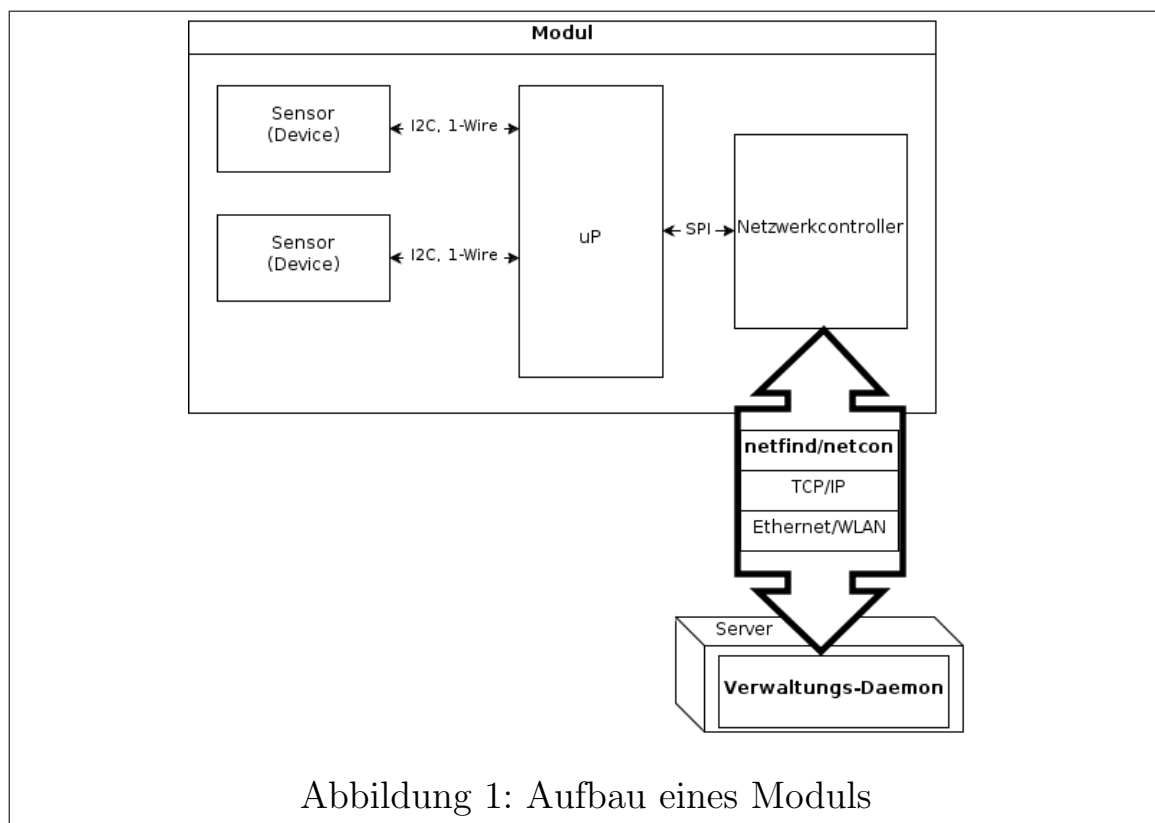 Modul
Sensor
(Device)
I2C, 1-Wire
Sensor
(Device)
I2C, 1-Wire
uP
SPI
Netzwerkcontroller
netfind/netcon
TCP/IP
Ethernet/WLAN
Server
Verwaltungs-Daemon
Abbildung 1: Aufbau eines Moduls